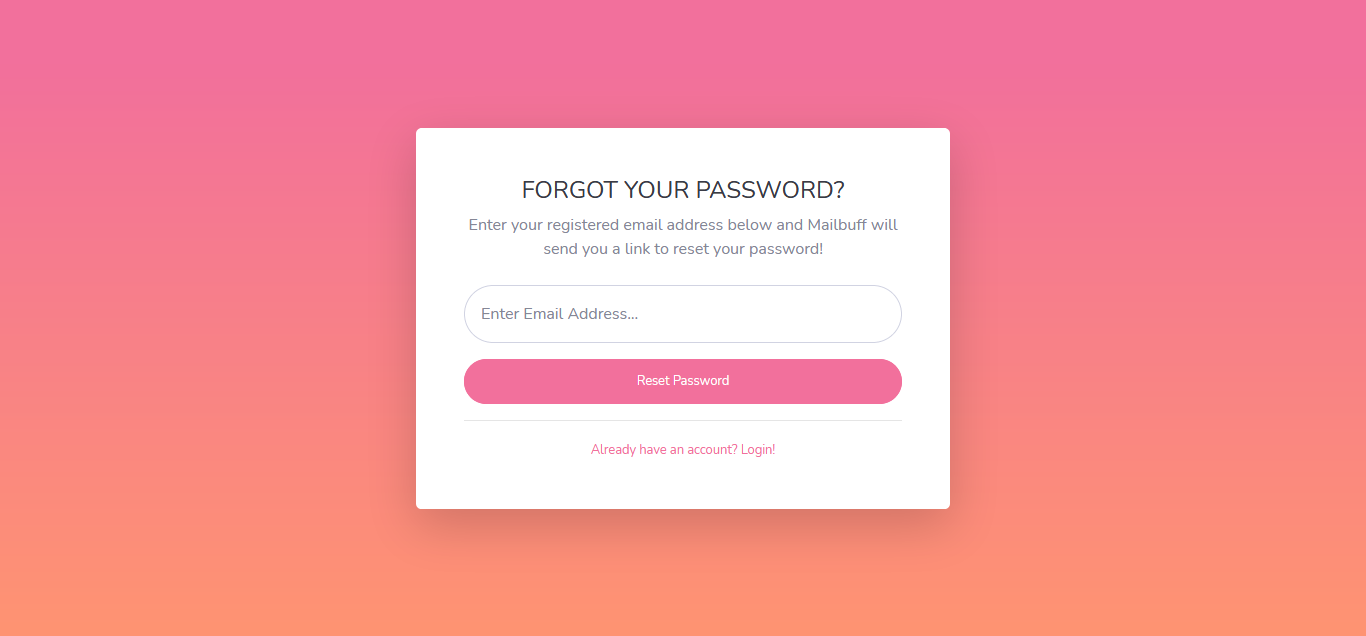 FORGOT YOUR PASSWORD?
Enter your registered email address below and Mailbuff will
send you a link to reset your password!
Enter Email Address...
Reset Password
Already have an account? Login!